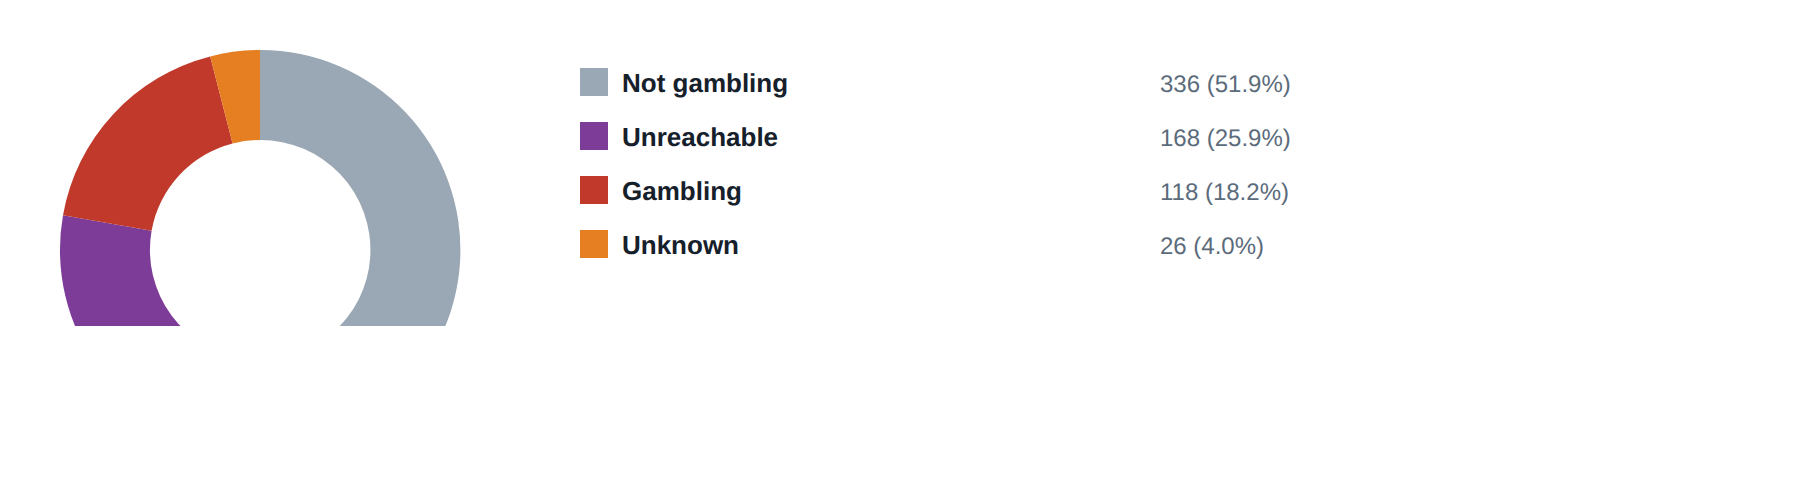 Not gambling 336 (51.9%)
Unreachable 168 (25.9%)
Gambling 118 (18.2%)
Unknown 26 (4.0%)